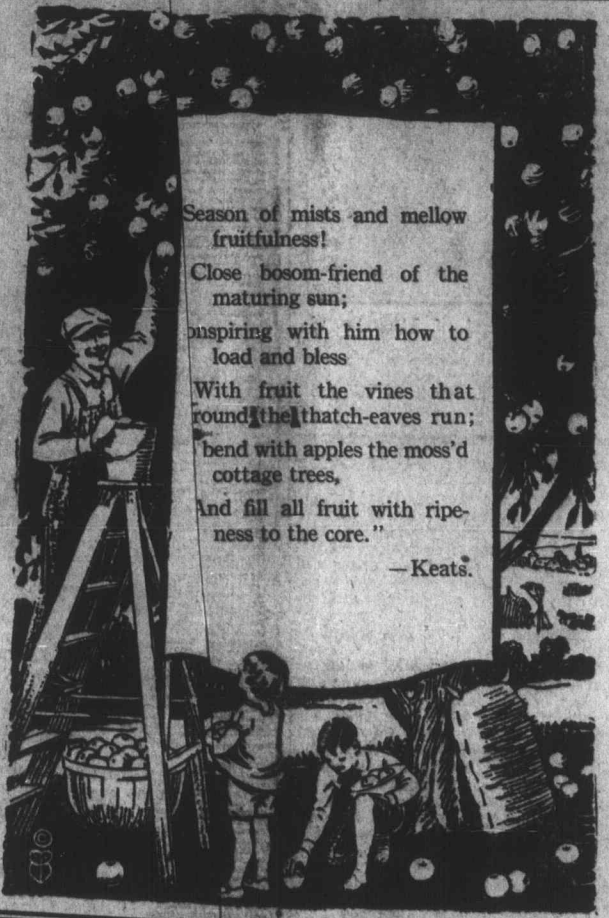 Season of mists and mellow
fruitfulness!
Close bosom-friend of the
maturing sun;
onspiring with him how to
load and bless
With fruit the vines that
round the thatch-eaves run;
bend with apples the moss'd
cottage trees,
And fill all fruit with ripe-
ness to the core."
—Keats.